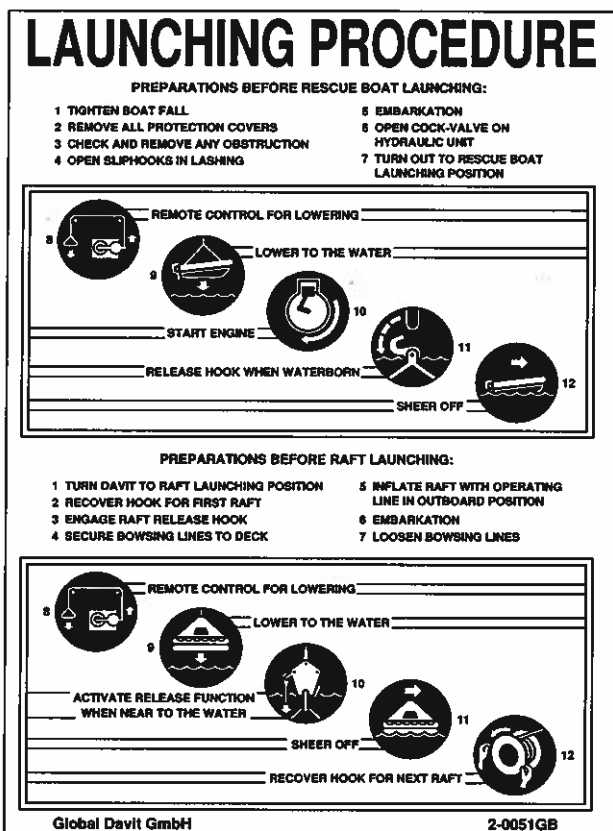 LAUNCHING PROCEDURE
PREPARATIONS BEFORE RESCUE BOAT LAUNCHING:
1 TIGHTEN BOAT FALL
2 REMOVE ALL PROTECTION COVERS
3 CHECK AND REMOVE ANY OBSTRUCTION
4 OPEN SLIPHOOKS IN LASHING
5 EMBARKATION
6 OPEN COCK-VALVE ON
HYDRAULIC UNIT
7 TURN OUT TO RESCUE BOAT
LAUNCHING POSITION
REMOTE CONTROL FOR LOWERING
8
LOWER TO THE WATER
9
10
START ENGINE
11
RELEASE HOOK WHEN WATERBORN
12
SHEER OFF
PREPARATIONS BEFORE RAFT LAUNCHING:
1 TURN DAVIT TO RAFT LAUNCHING POSITION
2 RECOVER HOOK FOR FIRST RAFT
3 ENGAGE RAFT RELEASE HOOK
4 SECURE BOWSING LINES TO DECK
5 INFLATE RAFT WITH OPERATING
LINE IN OUTBOARD POSITION
6 EMBARKATION
7 LOOSEN BOWSING LINES
REMOTE CONTROL FOR LOWERING
8
LOWER TO THE WATER
9
10
ACTIVATE RELEASE FUNCTION
WHEN NEAR TO THE WATER
11
SHEER OFF
12
RECOVER HOOK FOR NEXT RAFT
Global Davit GmbH
2-0051GB